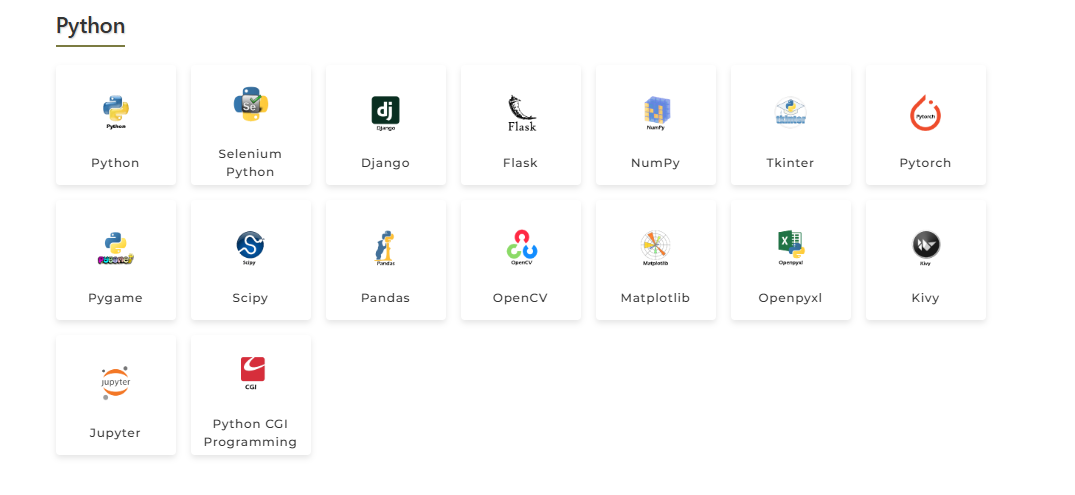 Python
Python
Python
Se
Selenium
Python
dj
Django
Django
Flask
Flask
NumPy
NumPy
tkinter
Tkinter
Pytorch
Pytorch
Pygame
Scipy
Scipy
Pandas
Pandas
OpenCV
OpenCV
Matplotlib
Matplotlib
X
Openpyxl
Openpyxl
Kivy
Kivy
jupyter
Jupyter
CGI
Python CGI
Programming